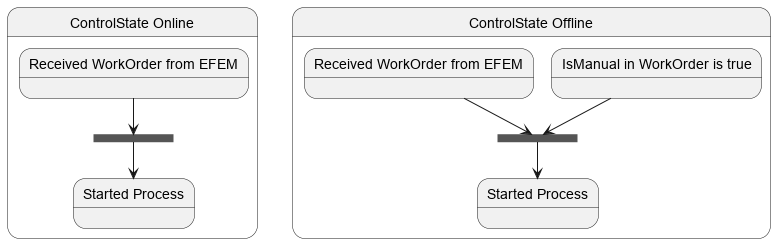 ControlState Online
Received WorkOrder from EFEM
Started Process
ControlState Offline
Received WorkOrder from EFEM
IsManual in WorkOrder is true
Started Process